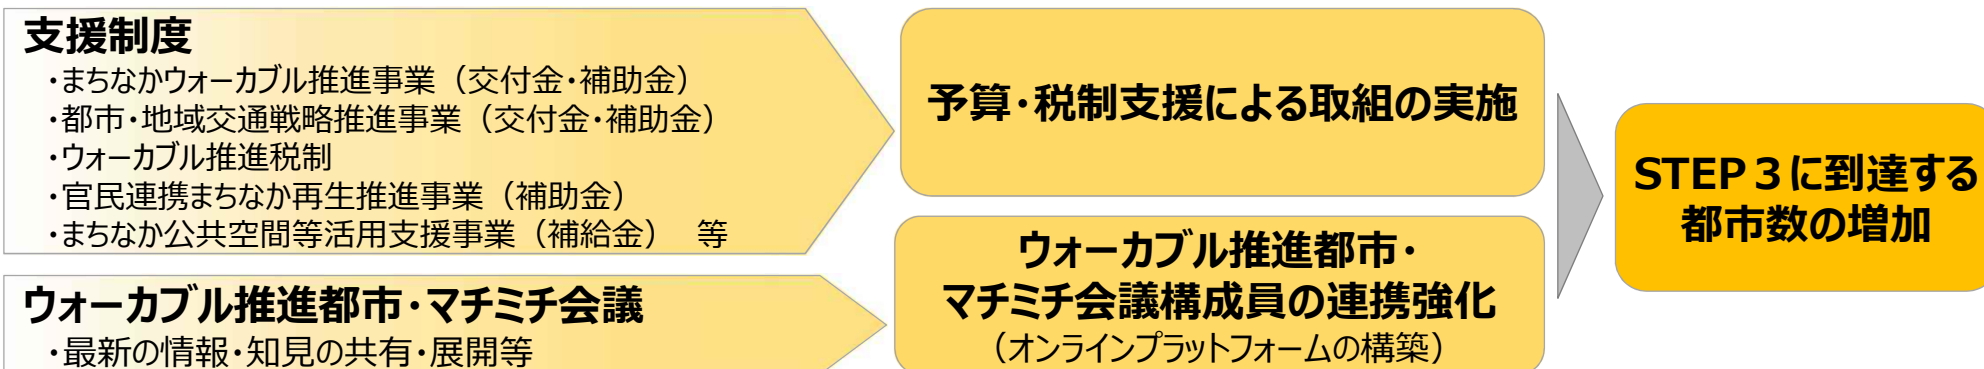 支援制度
・まちなかウォーカブル推進事業（交付金・補助金）
・都市・地域交通戦略推進事業（交付金・補助金）
・ウォーカブル推進税制
・官民連携まちなか再生推進事業（補助金）
・まちなか公共空間等活用支援事業（補給金）　等
ウォーカブル推進都市・マチミチ会議
・最新の情報・知見の共有・展開等
予算・税制支援による取組の実施
ウォーカブル推進都市・
マチミチ会議構成員の連携強化
（オンラインプラットフォームの構築）
STEP３に到達する
都市数の増加